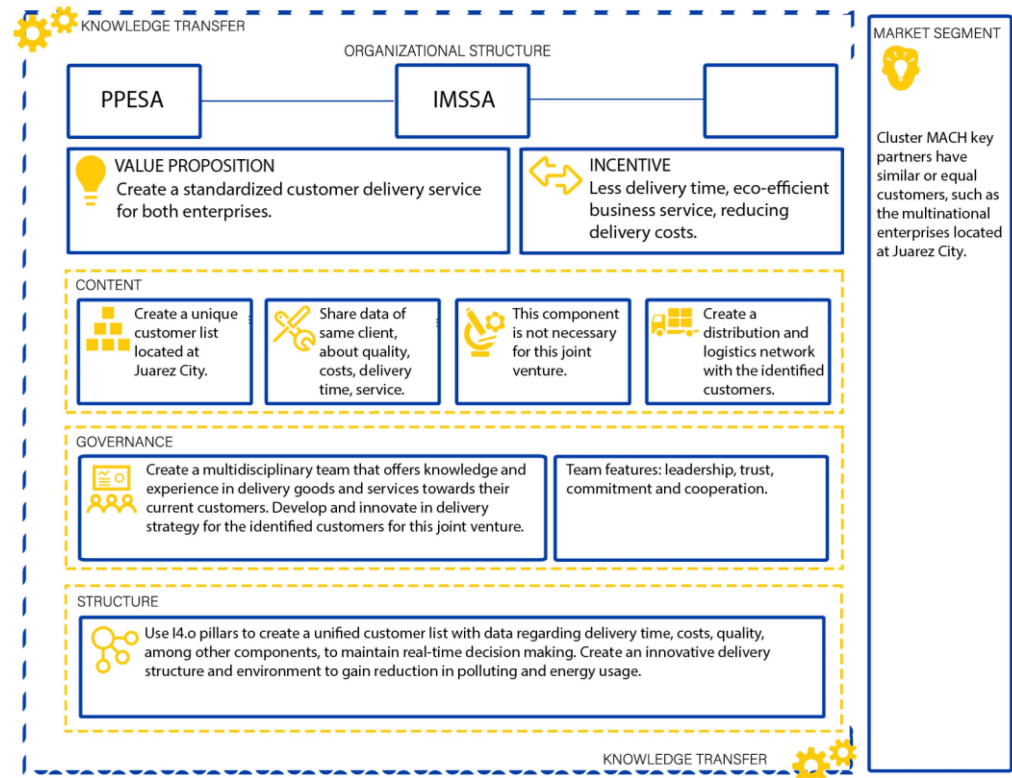 KNOWLEDGE TRANSFER
ORGANIZATIONAL STRUCTURE
PPESA
IMSSA
VALUE PROPOSITION
Create a standardized customer delivery service
for both enterprises.
INCENTIVE
Less delivery time, eco-efficient
business service, reducing
delivery costs.
CONTENT
Create a unique
customer list
located at
Juarez City.
Share data of
same client,
about quality,
costs, delivery
time, service.
This component
is not necessary
for this joint
venture.
Create a
distribution and
logistics network
with the identified
customers.
GOVERNANCE
Create a multidisciplinary team that offers knowledge and
experience in delivery goods and services towards their
current customers. Develop and innovate in delivery
strategy for the identified customers for this joint venture.
Team features: leadership, trust,
commitment and cooperation.
STRUCTURE
Use I4.o pillars to create a unified customer list with data regarding delivery time, costs, quality,
among other components, to maintain real-time decision making. Create an innovative delivery
structure and environment to gain reduction in polluting and energy usage.
KNOWLEDGE TRANSFER
MARKET SEGMENT
Cluster MACH key
partners have
similar or equal
customers, such as
the multinational
enterprises located
at Juarez City.